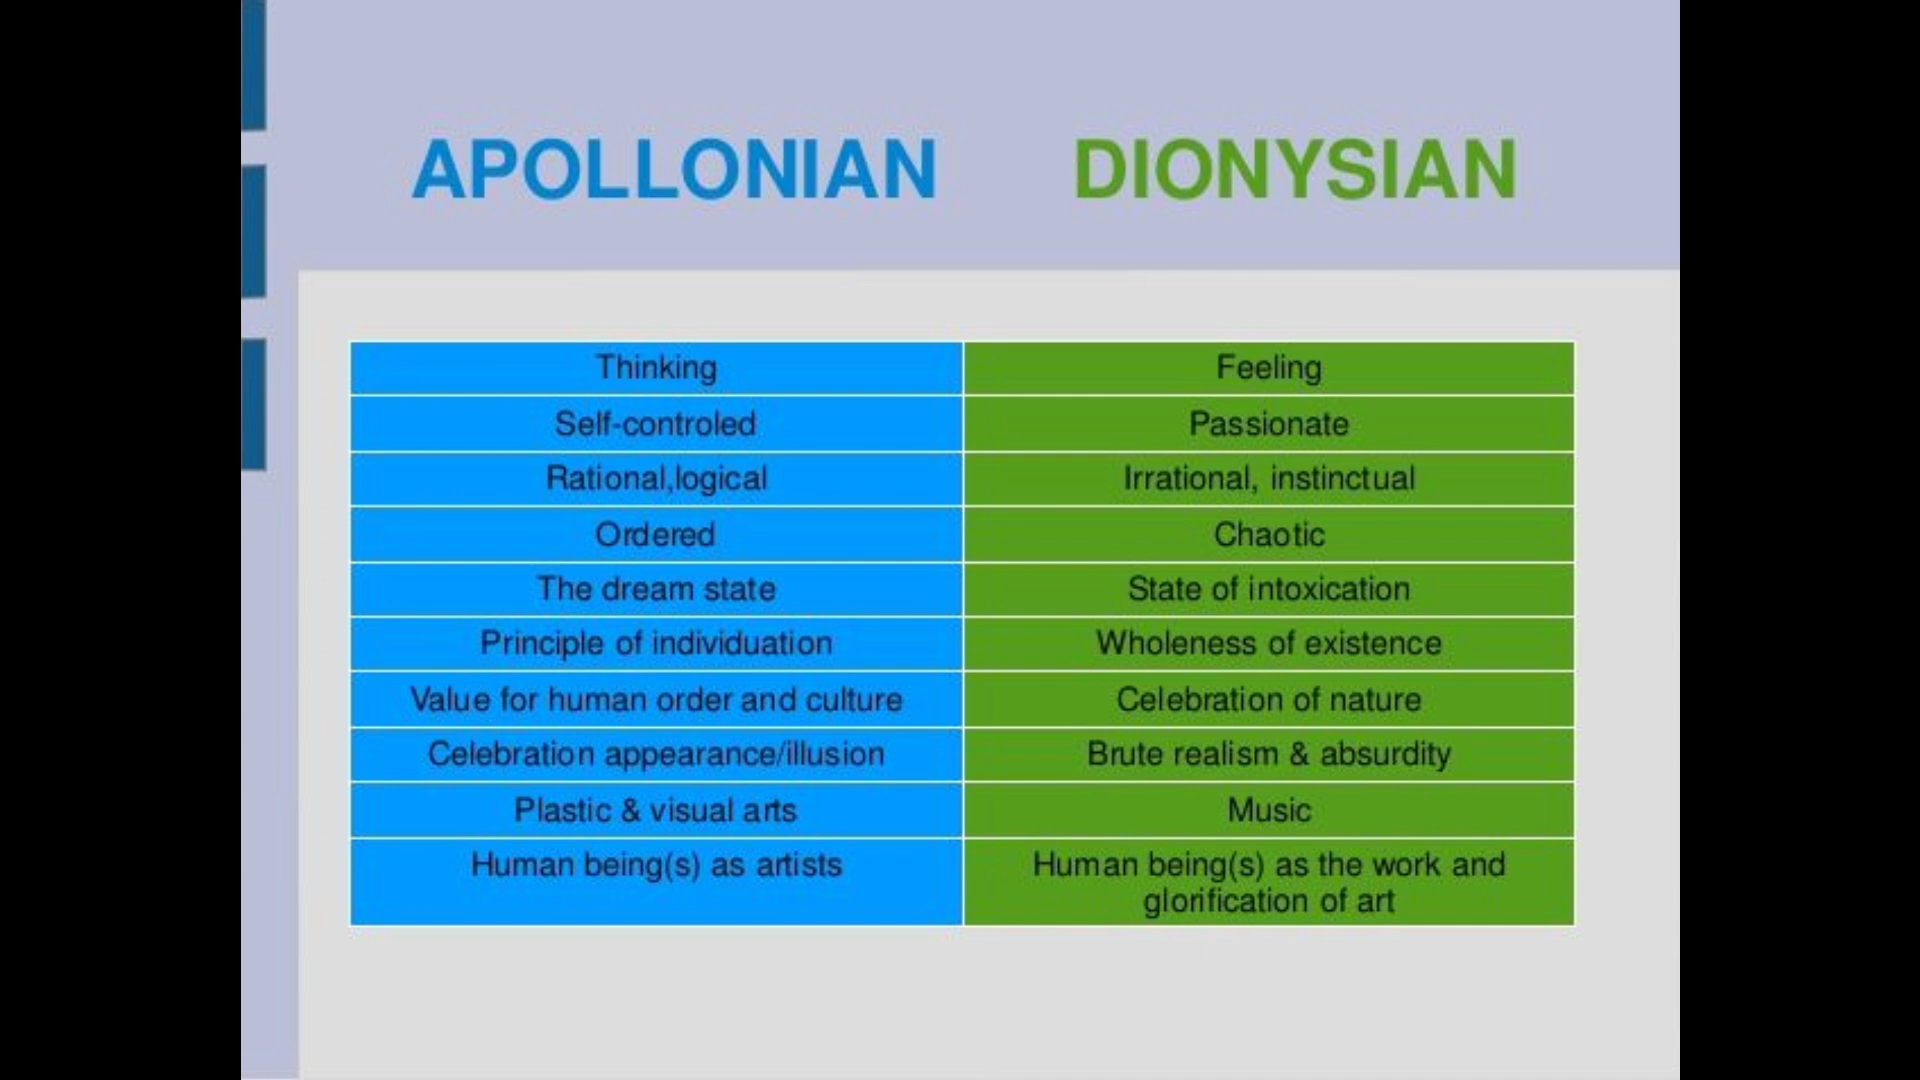 APOLLONIAN DIONYSIAN
Thinking Feeling
Self-controled Passionate
Rational,logical Irrational, instinctual
Ordered Chaotic
The dream state State of intoxication
Principle of individuation Wholeness of existence
Value for human order and culture Celebration of nature
Celebration appearance/illusion Brute realism & absurdity
Plastic & visual arts Music
Human being(s) as artists Human being(s) as the work and
glorification of art